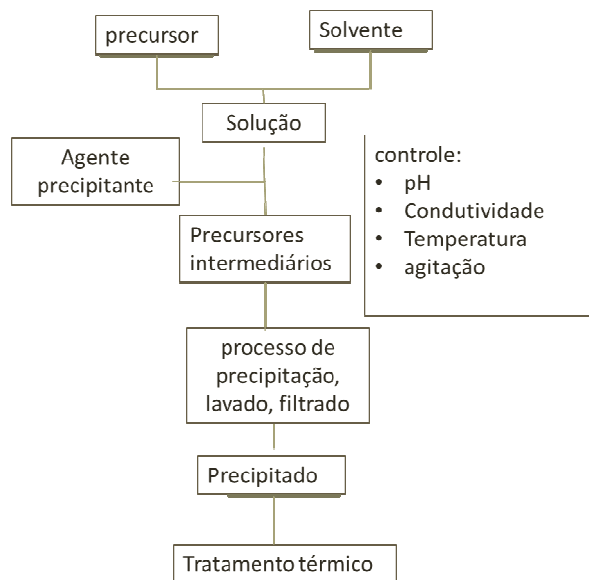 precursor
Solvente
Solução
Agente
precipitante
controle:
• pH
• Condutividade
• Temperatura
• agitação
Precursores
intermediários
processo de
precipitação,
lavado, filtrado
Precipitado
Tratamento térmico